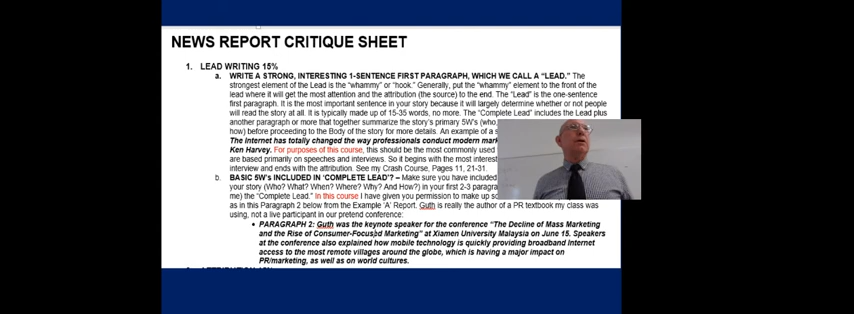 NEWS REPORT CRITIQUE SHEET
1. LEAD WRITING 15%
a. WRITE A STRONG, INTERESTING 1-SENTENCE FIRST PARAGRAPH, WHICH WE CALL A “LEAD.” The
strongest element of the Lead is the “whammy” or “hook.” Generally, put the “whammy” element to the front of the
lead where it will get the most attention and the attribution (the source) to the end. The “Lead” is the one-sentence
first paragraph. It is the most important sentence in your story because it will largely determine whether or not people
will read the story at all. It is typically made up of 15-35 words, no more. The “Complete Lead” includes the Lead plus
another paragraph or more that together summarize the story’s primary 5W’s (who,
how) before proceeding to the Body of the story for more details. An example of a s
The Internet has totally changed the way professionals conduct modern mark
Ken Harvey. For purposes of this course, this should be the most commonly used
are based primarily on speeches and interviews. So it begins with the most interest
interviews and ends with the attribution. See my Crash Course, Pages 11, 21-31.
b. BASIC 5W’s INCLUDED IN ‘COMPLETE LEAD’? – Make sure you have included
your story (Who? What? When? Where? Why? And How?) in your first 2-3 paragra
me) the “Complete Lead.” In this course I have given you permission to make up so
as in this Paragraph 2 below from the Example ‘A’ Report. Guth is really the author of a PR textbook my class was
using, not a live participant in our pretend conference:
• PARAGRAPH 2: Guth was the keynote speaker for the conference “The Decline of Mass Marketing
and the Rise of Consumer-Focused Marketing” at Xiamen University Malaysia on June 15. Speakers
at the conference also explained how mobile technology is quickly providing broadband Internet
access to the most remote villages around the globe, which is having a major impact on
PR/marketing, as well as on world cultures.